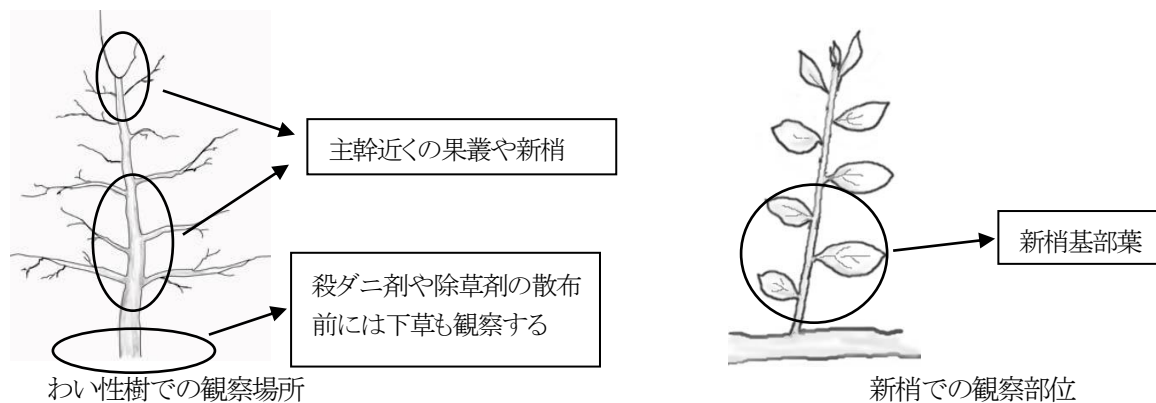 主幹近くの果叢や新梢
殺ダニ剤や除草剤の散布
前には下草も観察する
わい性樹での観察場所
新梢基部葉
新梢での観察部位